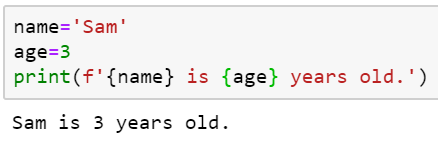 name='Sam'
age=3
print(f'{name} is {age} years old.')
Sam is 3 years old.